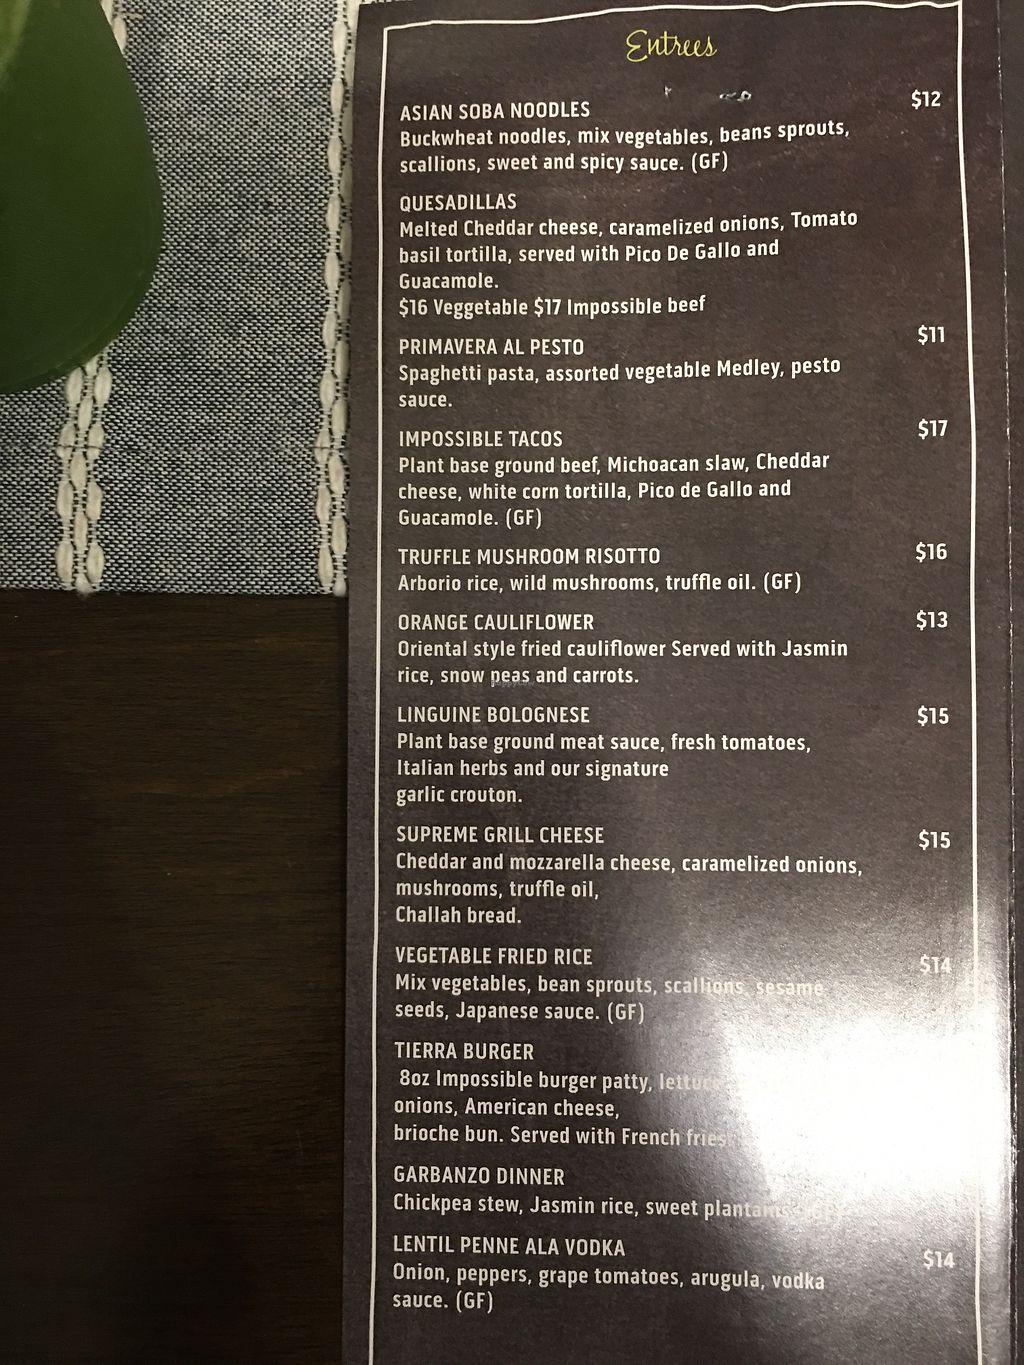 Entrees
ASIAN SOBA NOODLES $12
Buckwheat noodles, mix vegetables, beans sprouts,
scallions, sweet and spicy sauce. (GF)
QUESADILLAS
Melted Cheddar cheese, caramelized onions, Tomato
basil tortilla, served with Pico De Gallo and
Guacamole.
$16 Veggetable $17 Impossible beef
PRIMAVERA AL PESTO $11
Spaghetti pasta, assorted vegetable Medley, pesto
sauce.
IMPOSSIBLE TACOS $17
Plant base ground beef, Michoacan slaw, Cheddar
cheese, white corn tortilla, Pico de Gallo and
Guacamole. (GF)
TRUFFLE MUSHROOM RISOTTO $16
Arborio rice, wild mushrooms, truffle oil. (GF)
ORANGE CAULIFLOWER $13
Oriental style fried cauliflower Served with Jasmin
rice, snow peas and carrots.
LINGUINE BOLOGNESE $15
Plant base ground meat sauce, fresh tomatoes,
Italian herbs and our signature
garlic crouton.
SUPREME GRILL CHEESE $15
Cheddar and mozzarella cheese, caramelized onions,
mushrooms, truffle oil,
Challah bread.
VEGETABLE FRIED RICE $14
Mix vegetables, bean sprouts, scallions, sesame
seeds, Japanese sauce. (GF)
TIERRA BURGER
8oz Impossible burger patty, lettuce
onions, American cheese,
brioche bun. Served with French fries
GARBANZO DINNER
Chickpea stew, Jasmin rice, sweet plantains
LENTIL PENNE ALA VODKA $14
Onion, peppers, grape tomatoes, arugula, vodka
sauce. (GF)